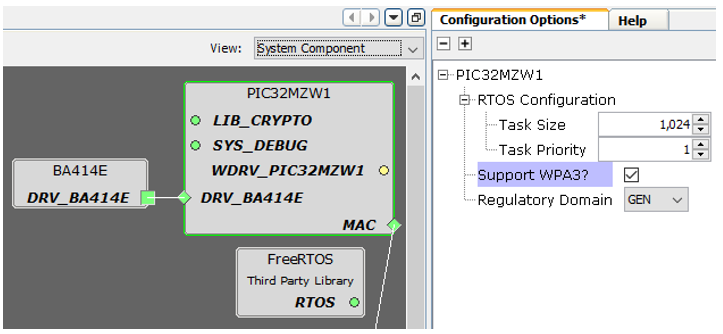 View: System Component
PIC32MZW1
LIB_CRYPTO
SYS_DEBUG
WDRV_PIC32MZW1
DRV_BA414E
MAC
BA414E
DRV_BA414E
FreeRTOS
Third Party Library
RTOS
Configuration Options*
Help
PIC32MZW1
RTOS Configuration
Task Size 1,024
Task Priority 1
Support WPA3?
Regulatory Domain GEN